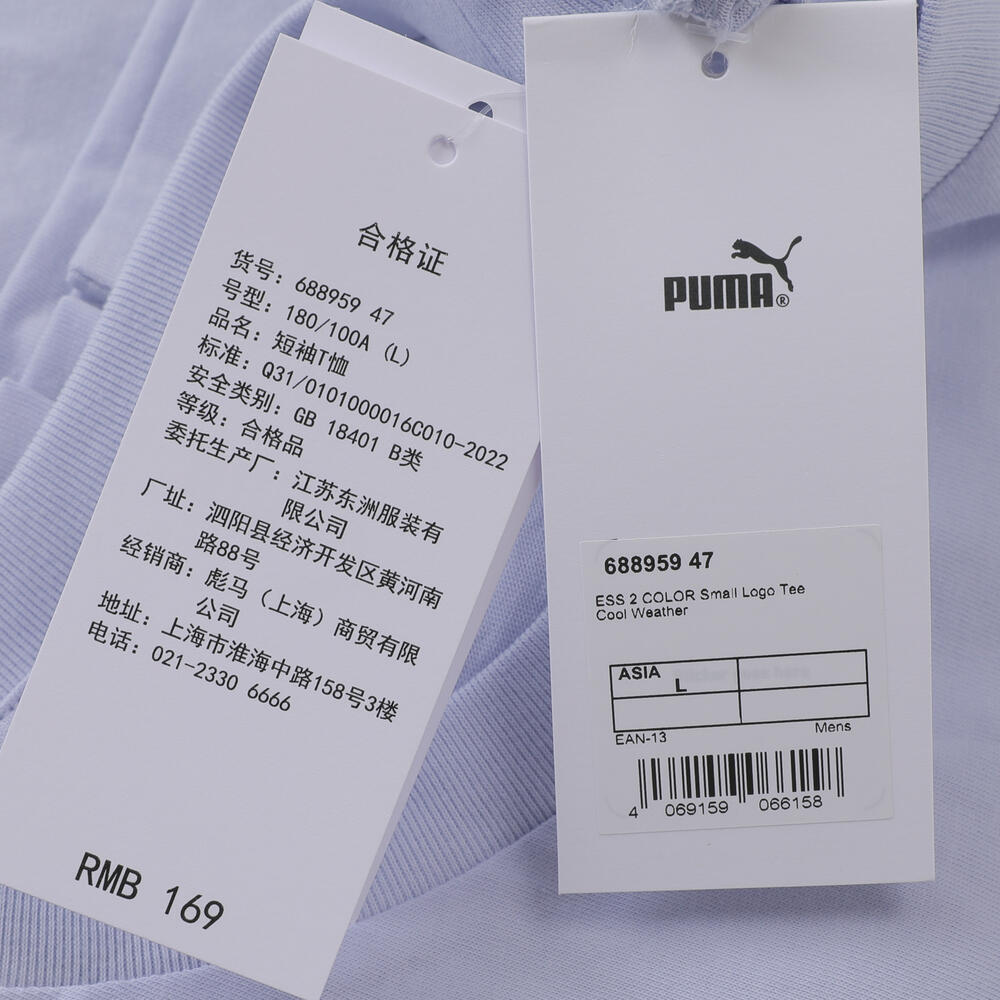 合格证
货号: 688959 47
号型: 180/100A (L)
品名: 短袖T恤
标准: Q31/0101000016C010-2022
安全类别: GB 18401 B类
等级: 合格品
委托生产厂: 江苏东洲服装有
限公司
厂址: 泗阳县经济开发区黄河南
路88号
经销商: 彪马(上海)商贸有限
公司
地址: 上海市淮海中路158号3楼
电话: 021-2330 6666
RMB 169
PUMA®
688959 47
ESS 2 COLOR Small Logo Tee
Cool Weather
ASIA
L
EAN-13 Mens
4 069159 066158